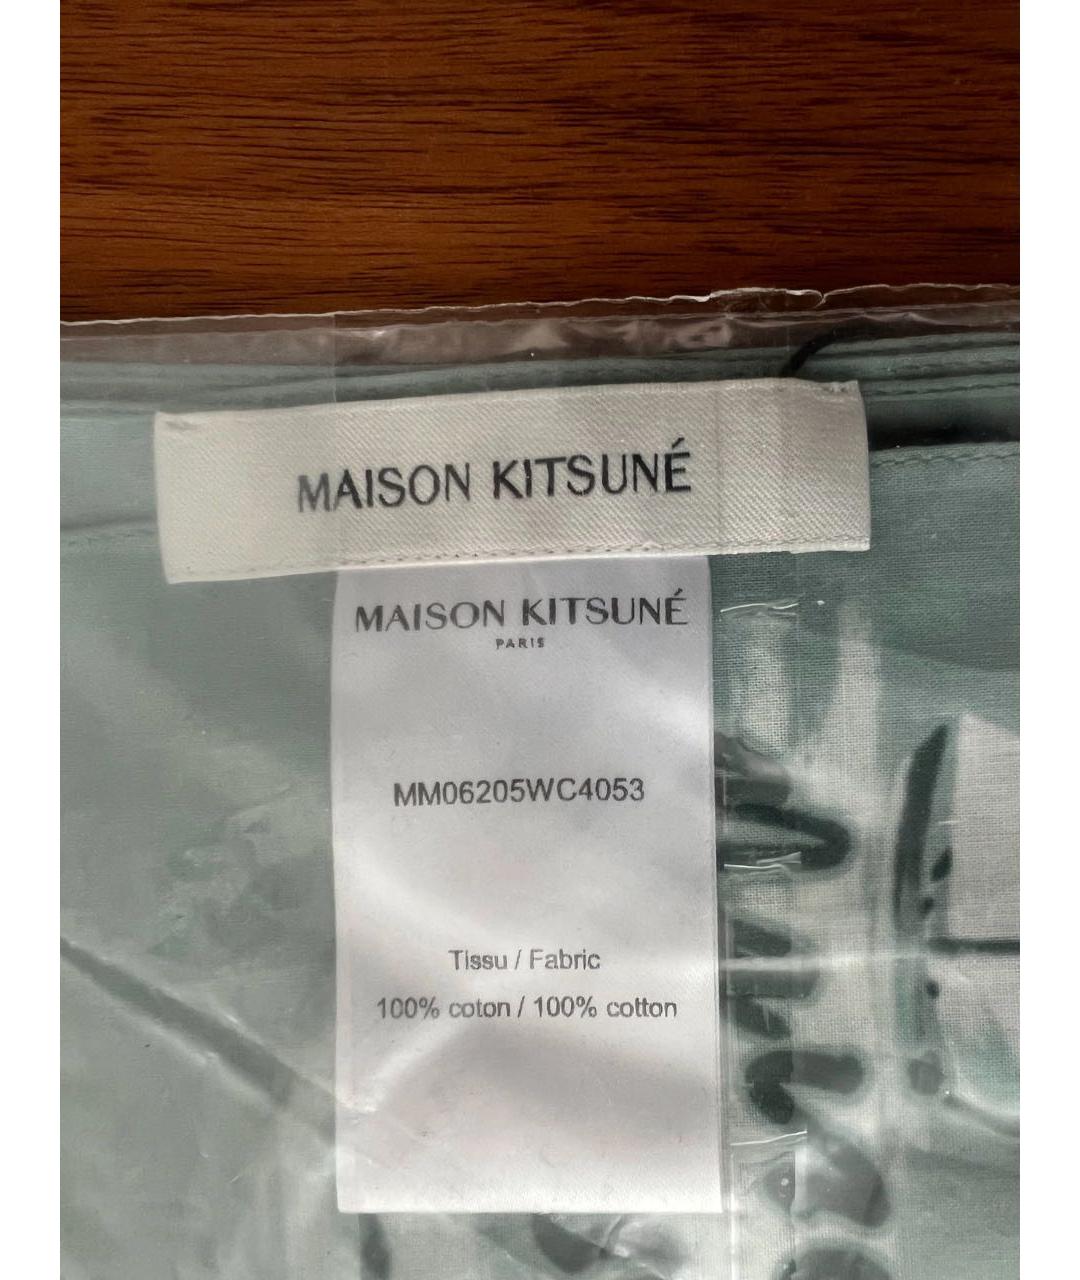 MAISON KITSUNÉ
MAISON KITSUNÉ
PARIS
MM06205WC4053
Tissu / Fabric
100% coton / 100% cotton